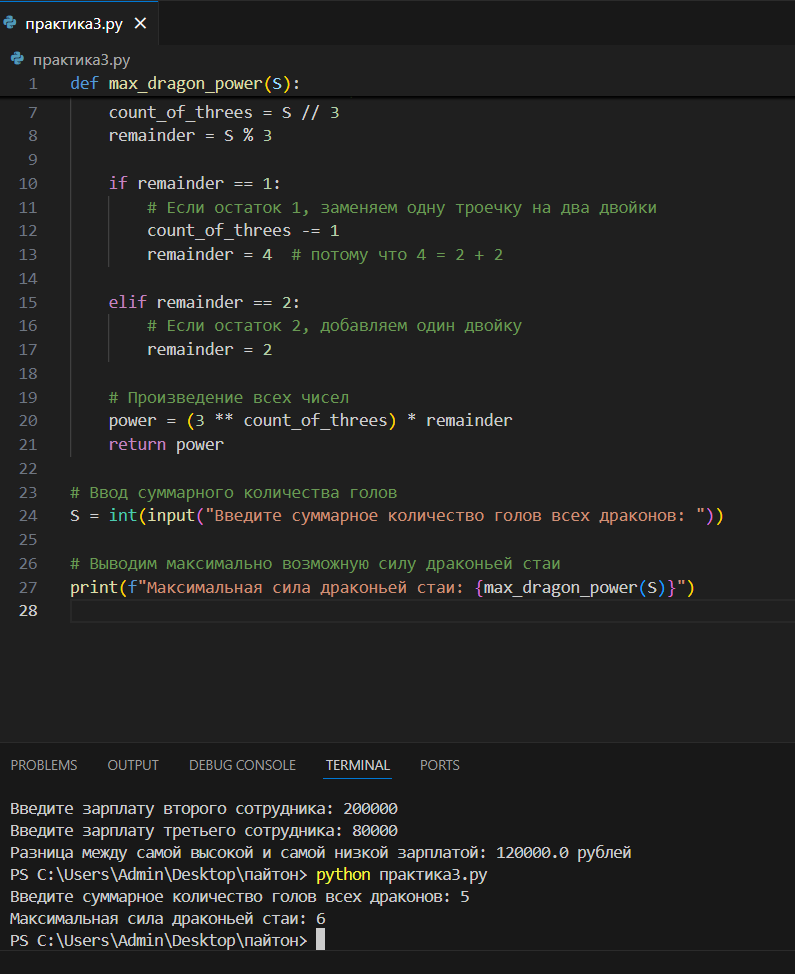 практика3.py
практика3.py
1 def max_dragon_power(S):
7 count_of_threes = S // 3
8 remainder = S % 3
9
10 if remainder == 1:
11 # Если остаток 1, заменяем одну троечку на два двойки
12 count_of_threes -= 1
13 remainder = 4 # потому что 4 = 2 + 2
14
15 elif remainder == 2:
16 # Если остаток 2, добавляем один двойку
17 remainder = 2
18
19 # Произведение всех чисел
20 power = (3 ** count_of_threes) * remainder
21 return power
22
23 # Ввод суммарного количества голов
24 S = int(input("Введите суммарное количество голов всех драконов: "))
25
26 # Выводим максимально возможную силу драконьей стаи
27 print(f"Максимальная сила драконьей стаи: {max_dragon_power(S)}")
28
PROBLEMS OUTPUT DEBUG CONSOLE TERMINAL PORTS
Введите зарплату второго сотрудника: 200000
Введите зарплату третьего сотрудника: 80000
Разница между самой высокой и самой низкой зарплатой: 120000.0 рублей
PS C:\Users\Admin\Desktop\пайтон> python практика3.py
Введите суммарное количество голов всех драконов: 5
Максимальная сила драконьей стаи: 6
PS C:\Users\Admin\Desktop\пайтон>